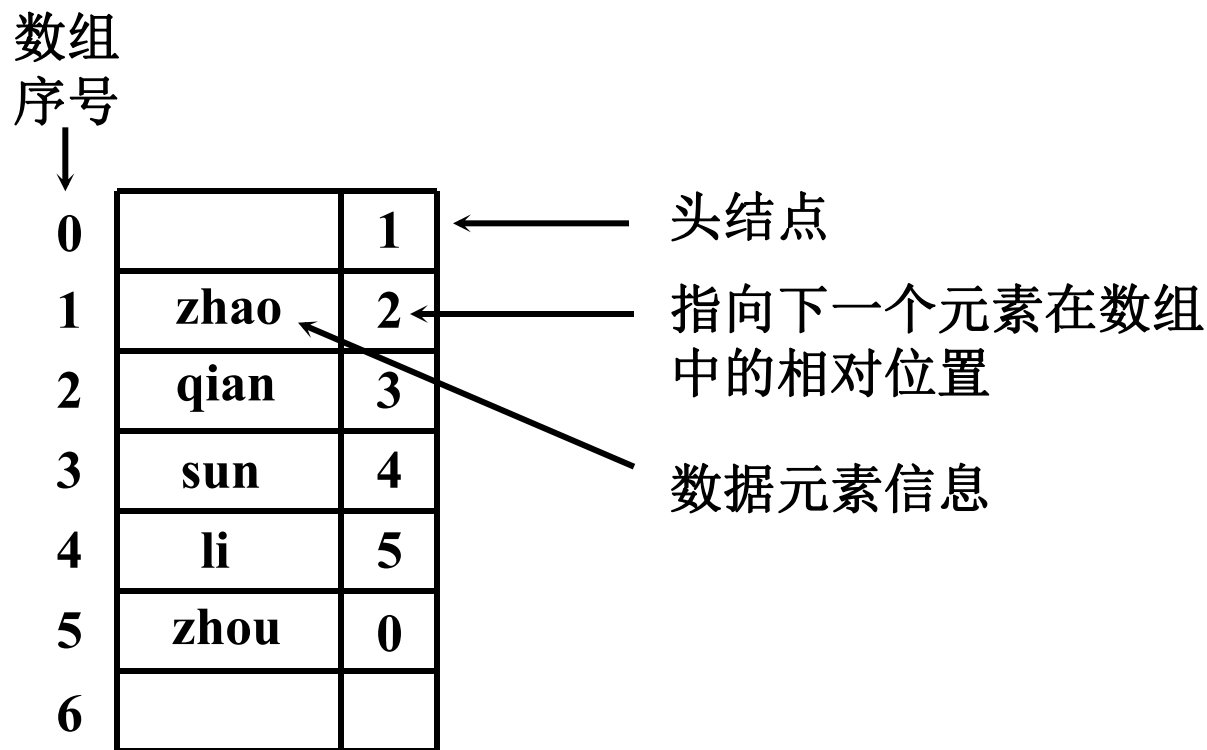 数组
序号
0 1 头结点
1 zhao 2 指向下一个元素在数组
中的相对位置
2 qian 3
3 sun 4 数据元素信息
4 li 5
5 zhou 0
6